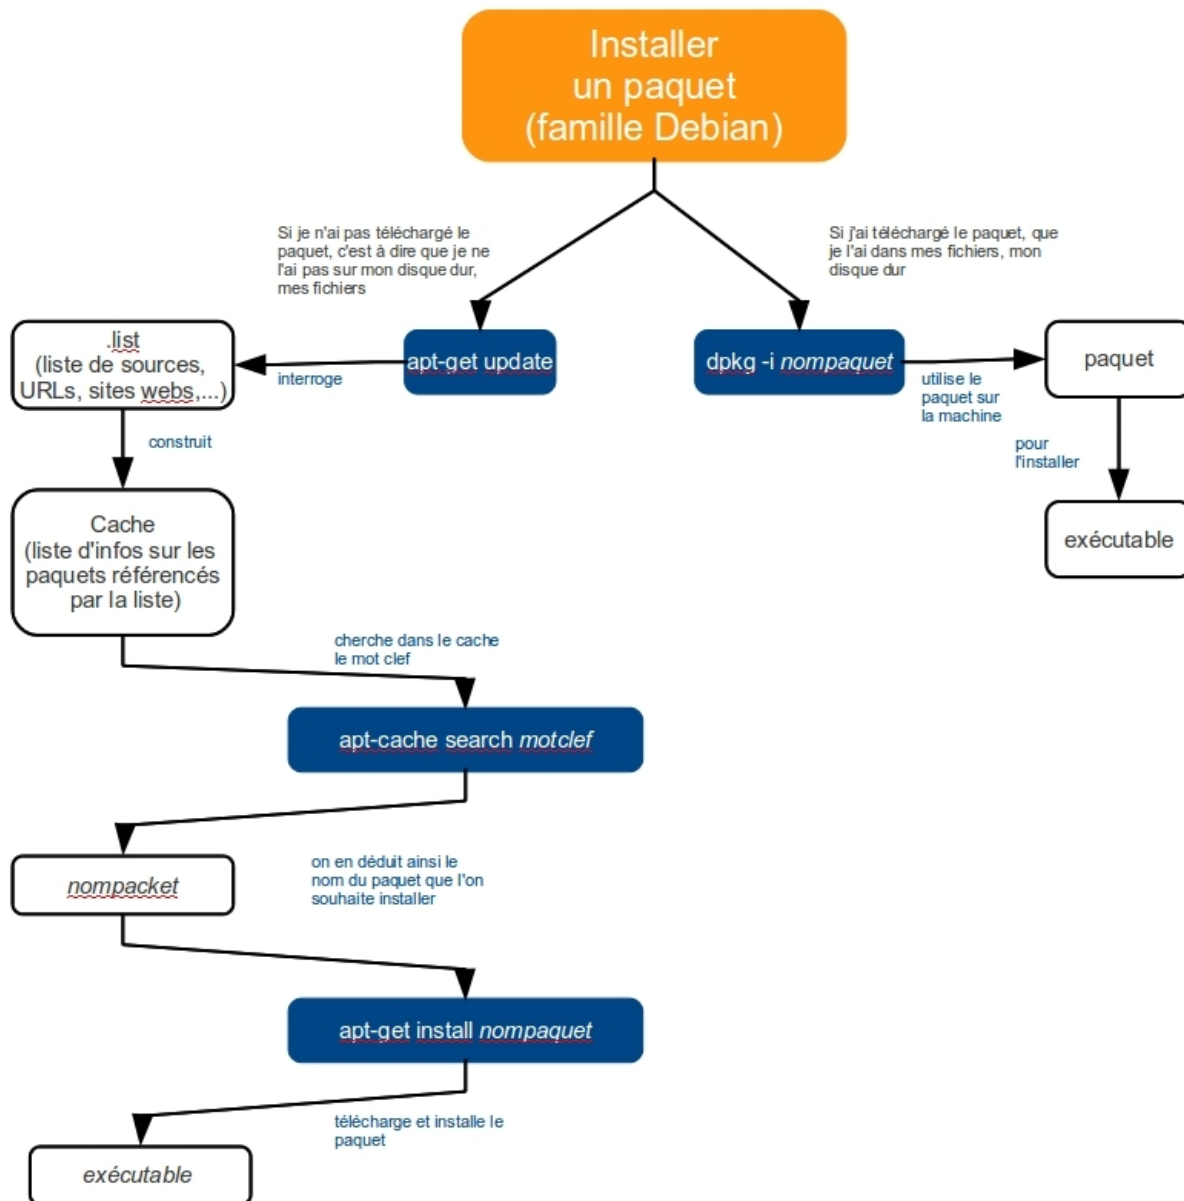 Installer
un paquet
(famille Debian)
Si je n'ai pas téléchargé le
paquet, c'est à dire que je ne
l'ai pas sur mon disque dur,
mes fichiers
Si j'ai téléchargé le paquet, que
je l'ai dans mes fichiers, mon
disque dur
.list
(liste de sources,
URLs, sites webs,...)
interroge
apt-get update
dpkg -i nompaquet
utilise le
paquet sur
la machine
paquet
construit
pour
l'installer
Cache
(liste d'infos sur les
paquets référencés
par la liste)
exécutable
cherche dans le cache
le mot clef
apt-cache search motclef
nompacket
on en déduit ainsi le
nom du paquet que l'on
souhaite installer
apt-get install nompaquet
télécharge et installe le
paquet
exécutable